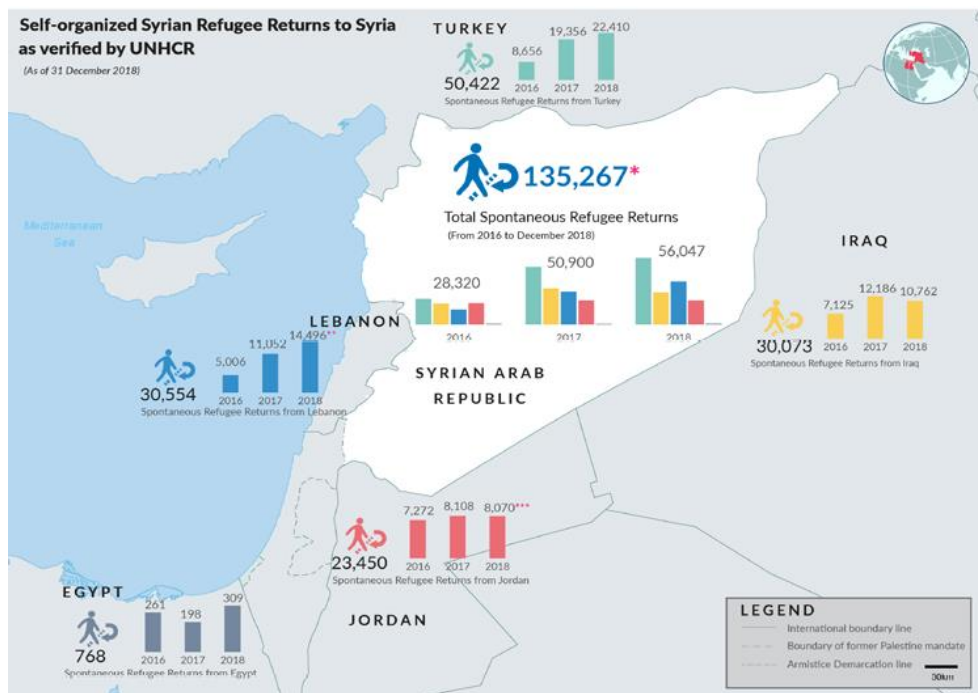 Self-organized Syrian Refugee Returns to Syria
as verified by UNHCR
(As of 31 December 2018)
TURKEY
8,656
19,356
22,410
2016
2017
2018
50,422
Spontaneous Refugee Returns from Turkey
135,267*
Total Spontaneous Refugee Returns
(From 2016 to December 2018)
28,320
50,900
56,047
2016
2017
2018
Mediterranean
Sea
IRAQ
7,125
12,186
10,762
2016
2017
2018
30,073
Spontaneous Refugee Returns from Iraq
LEBANON
5,006
11,052
14,496**
2016
2017
2018
30,554
Spontaneous Refugee Returns from Lebanon
SYRIAN ARAB
REPUBLIC
7,272
8,108
8,070***
2016
2017
2018
23,450
Spontaneous Refugee Returns from Jordan
JORDAN
EGYPT
261
198
309
2016
2017
2018
768
Spontaneous Refugee Returns from Egypt
LEGEND
International boundary line
Boundary of former Palestine mandate
Armistice Demarcation line
30km